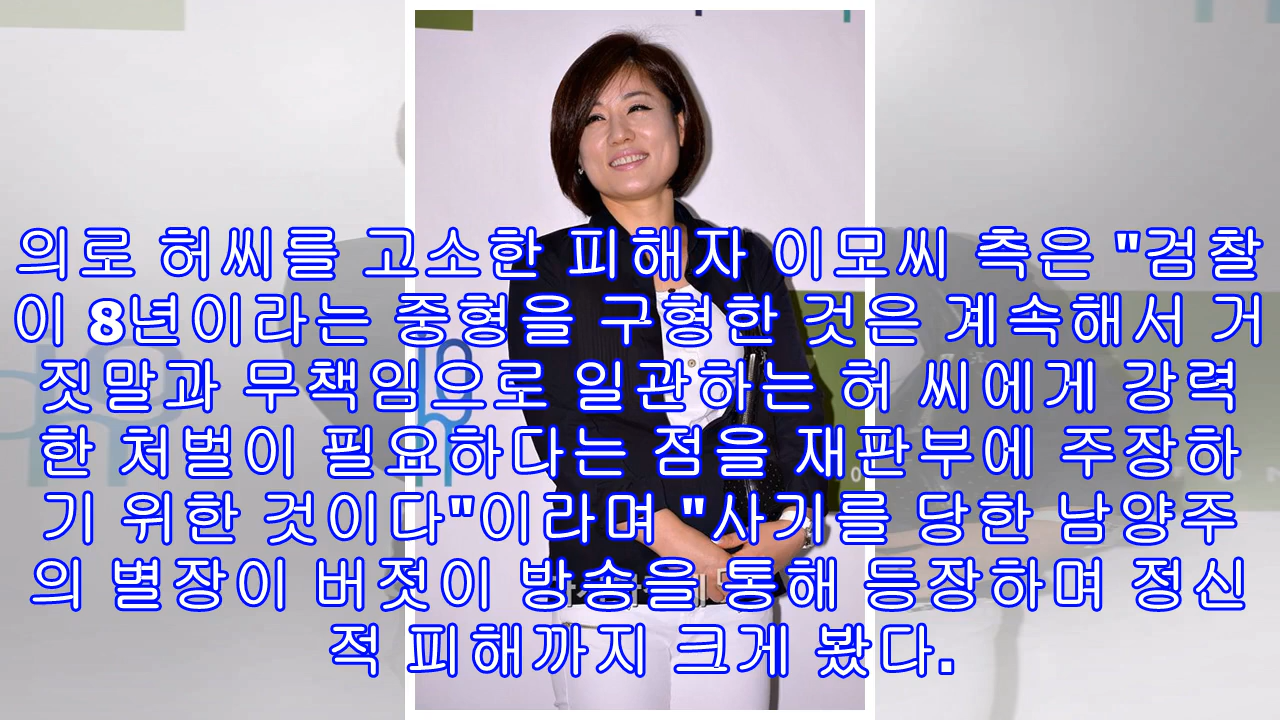 의로 허씨를 고소한 피해자 이모씨 측은 "검찰
이 8년이라는 중형을 구형한 것은 계속해서 거
짓말과 무책임으로 일관하는 허 씨에게 강력
한 처벌이 필요하다는 점을 재판부에 주장하
기 위한 것이다"이라며 "사기를 당한 남양주
의 별장이 버젓이 방송을 통해 등장하며 정신
적 피해까지 크게 봤다.